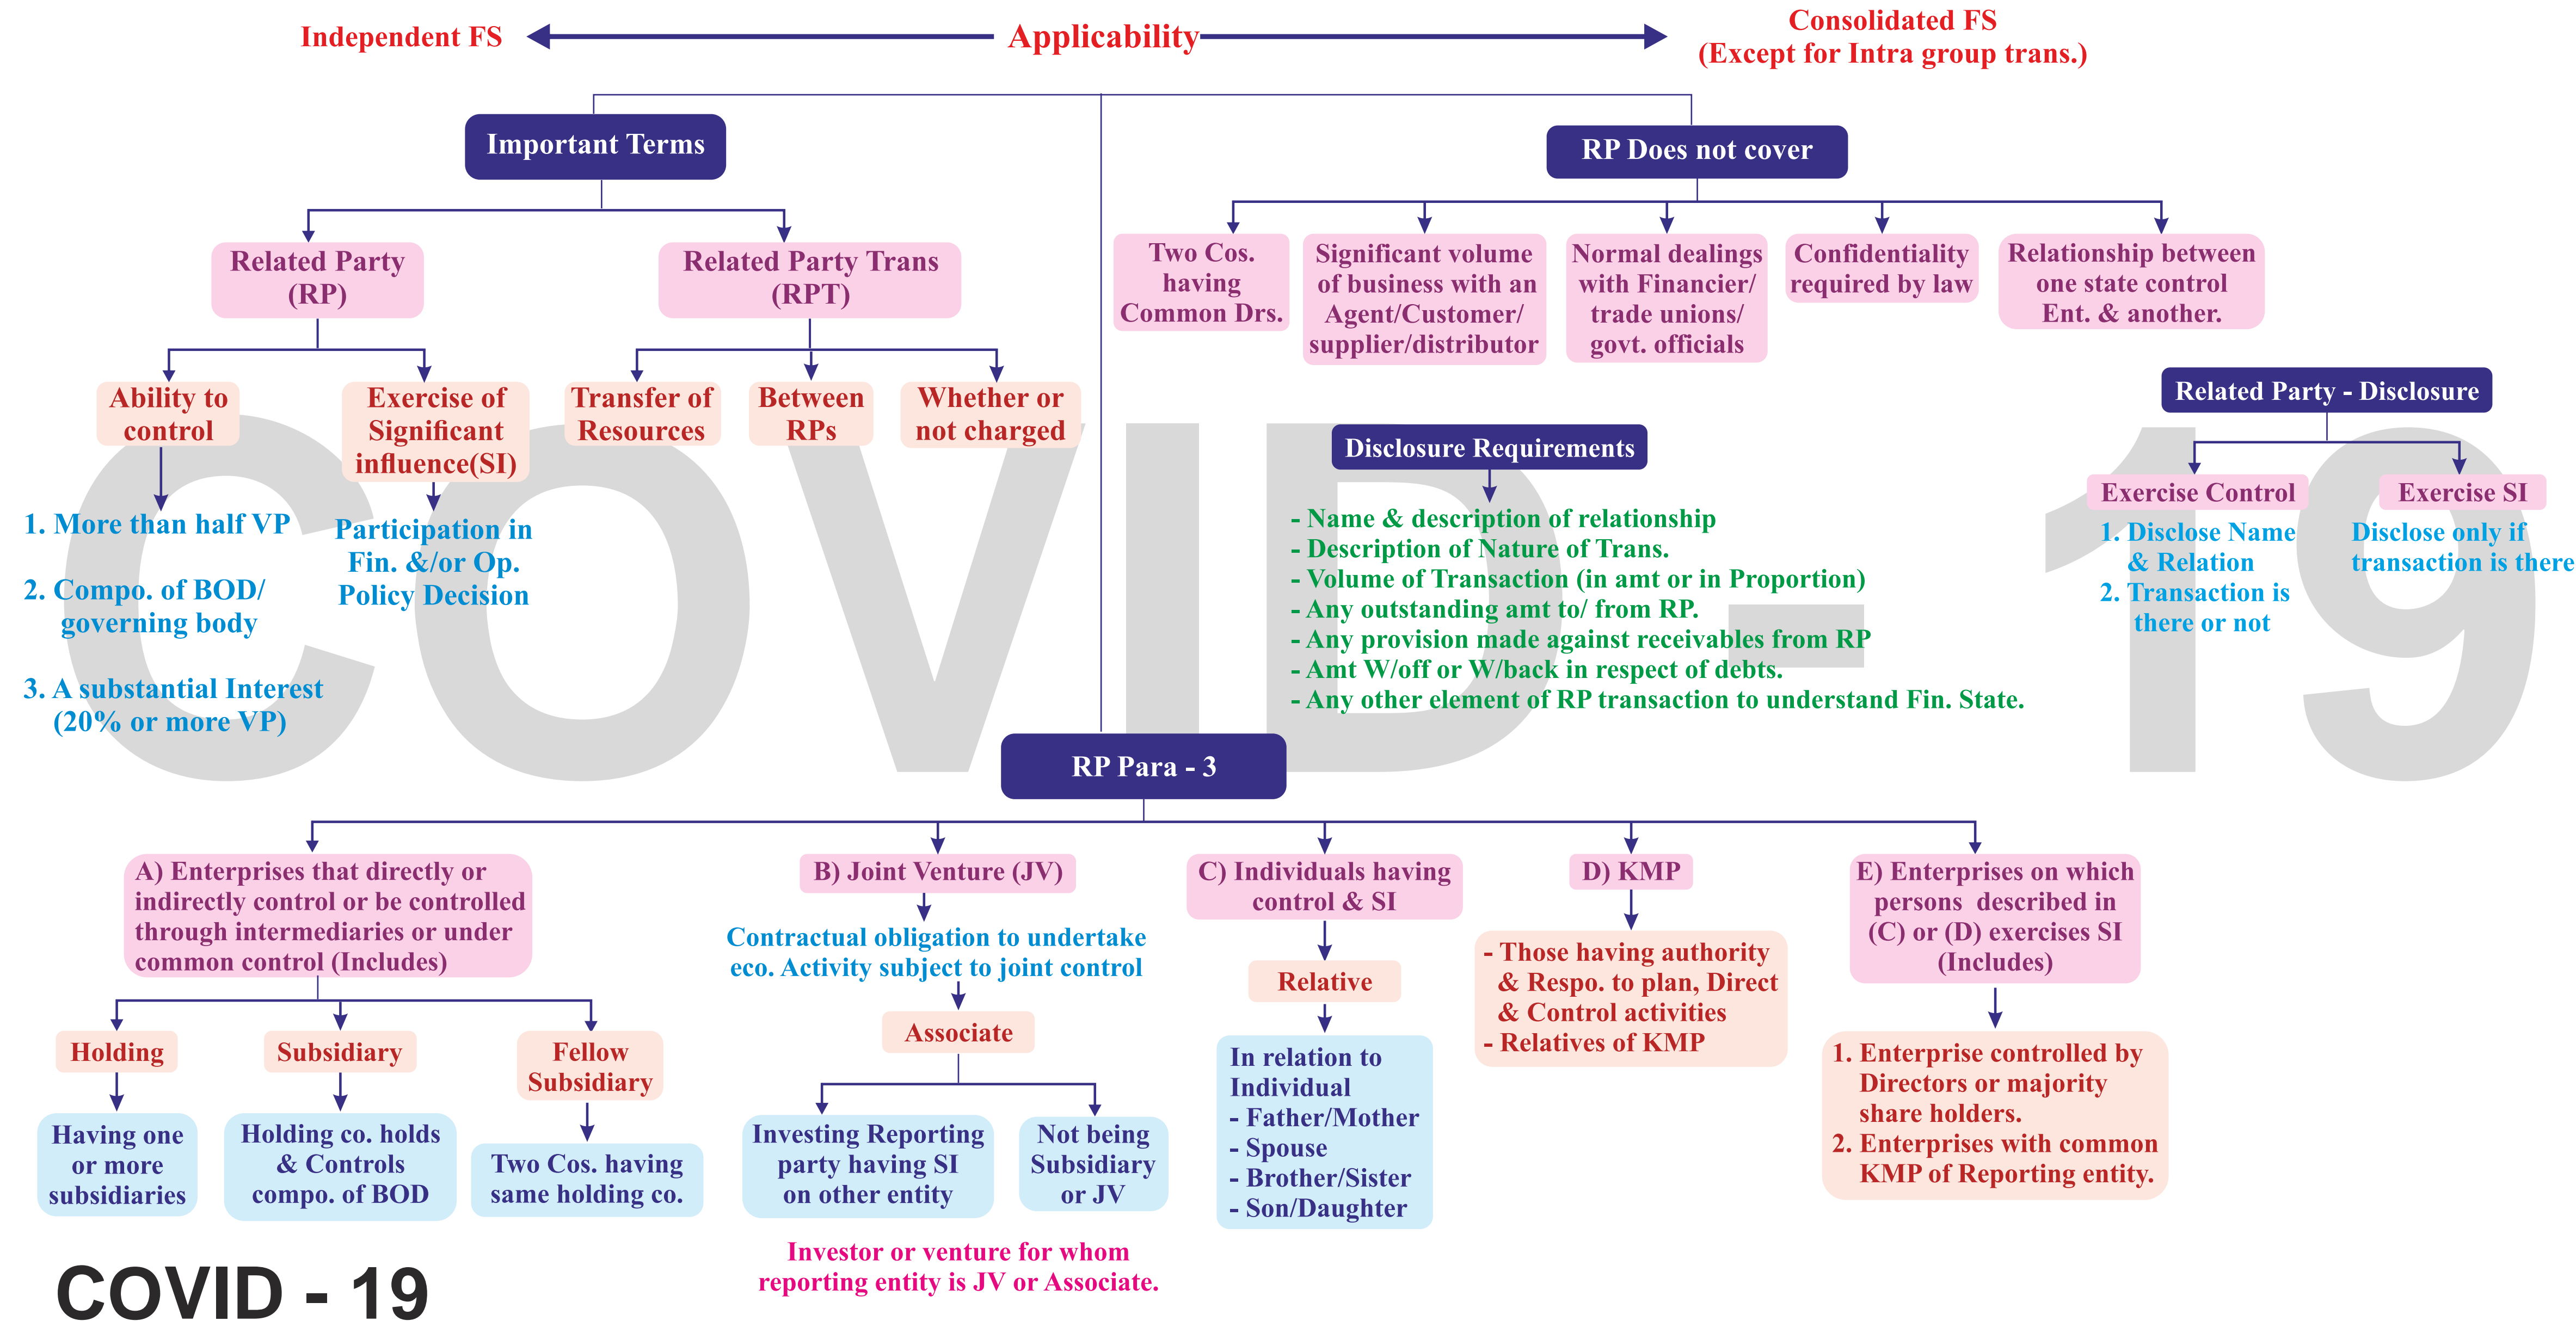 Independent FS
Applicability
Consolidated FS
(Except for Intra group trans.)
Important Terms
Related Party
(RP)
Related Party Trans
(RPT)
Ability to
control
Exercise of
Significant
influence(SI)
Transfer of
Resources
Between
RPs
Whether or
not charged
1. More than half VP
2. Compo. of BOD/
governing body
3. A substantial Interest
(20% or more VP)
Participation in
Fin. &/or Op.
Policy Decision
RP Does not cover
Two Cos.
having
Common Drs.
Significant volume
of business with an
Agent/Customer/
supplier/distributor
Normal dealings
with Financier/
trade unions/
govt. officials
Confidentiality
required by law
Relationship between
one state control
Ent. & another.
Disclosure Requirements
- Name & description of relationship
- Description of Nature of Trans.
- Volume of Transaction (in amt or in Proportion)
- Any outstanding amt to/ from RP.
- Any provision made against receivables from RP
- Amt W/off or W/back in respect of debts.
- Any other element of RP transaction to understand Fin. State.
Related Party - Disclosure
Exercise Control
1. Disclose Name
& Relation
2. Transaction is
there or not
Exercise SI
Disclose only if
transaction is there
COVID - 19
RP Para - 3
A) Enterprises that directly or
indirectly control or be controlled
through intermediaries or under
common control (Includes)
Holding
Having one
or more
subsidiaries
Subsidiary
Holding co. holds
& Controls
compo. of BOD
Fellow
Subsidiary
Two Cos. having
same holding co.
B) Joint Venture (JV)
Contractual obligation to undertake
eco. Activity subject to joint control
Associate
Investing Reporting
party having SI
on other entity
Not being
Subsidiary
or JV
Investor or venture for whom
reporting entity is JV or Associate.
C) Individuals having
control & SI
Relative
In relation to
Individual
- Father/Mother
- Spouse
- Brother/Sister
- Son/Daughter
D) KMP
- Those having authority
& Respo. to plan, Direct
& Control activities
- Relatives of KMP
E) Enterprises on which
persons described in
(C) or (D) exercises SI
(Includes)
1. Enterprise controlled by
Directors or majority
share holders.
2. Enterprises with common
KMP of Reporting entity.
COVID - 19